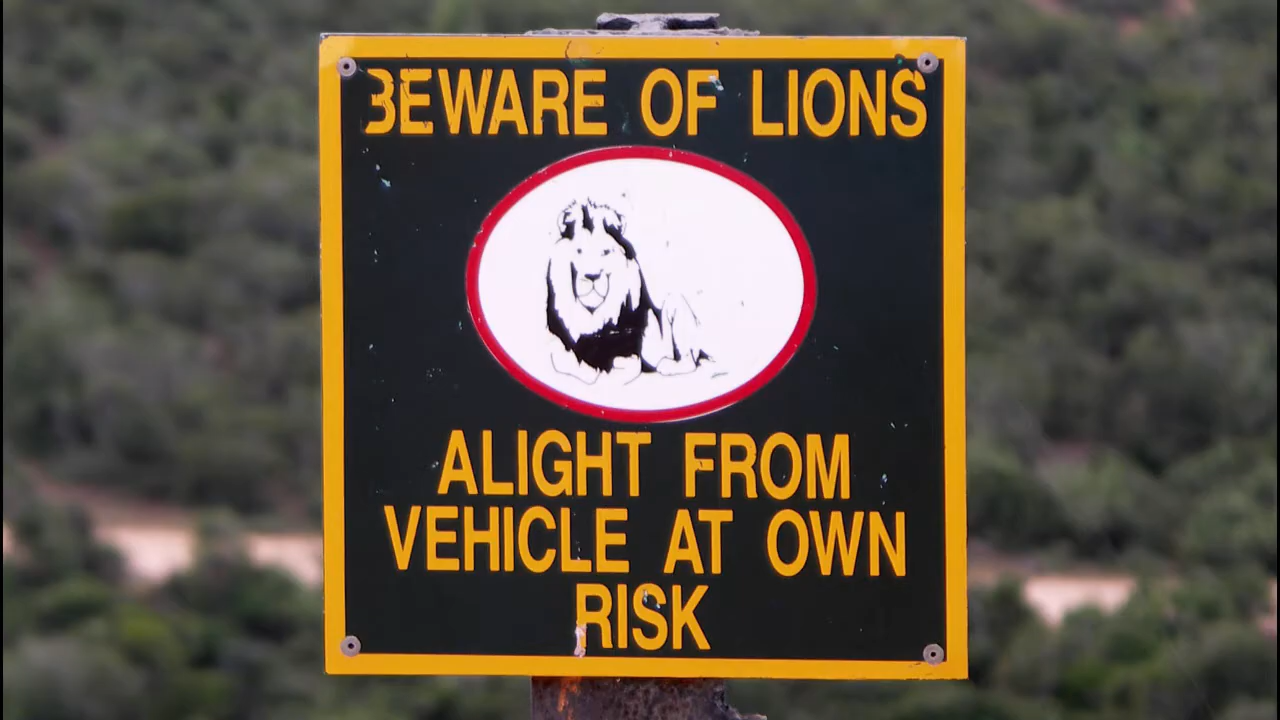 BEWARE OF LIONS
ALIGHT FROM
VEHICLE AT OWN
RISK